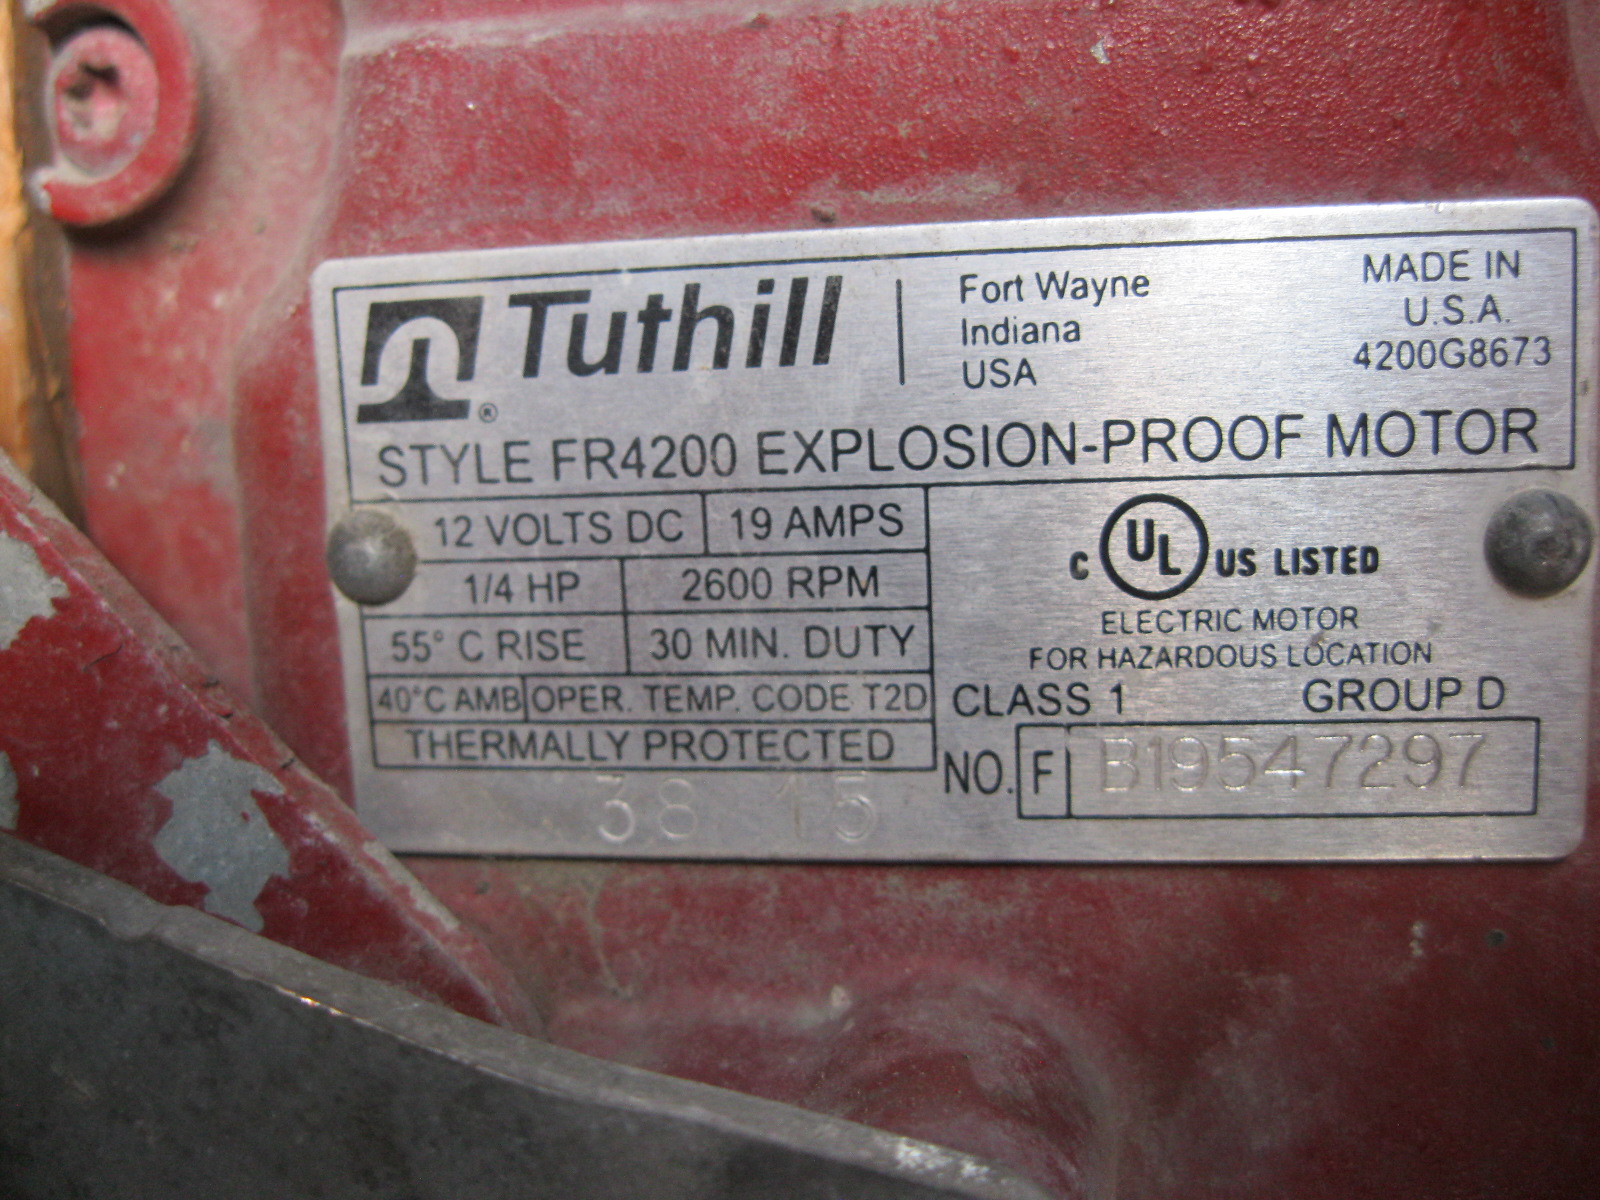 Tuthill
®
Fort Wayne
Indiana
USA
MADE IN
U.S.A.
4200G8673
STYLE FR4200 EXPLOSION-PROOF MOTOR
12 VOLTS DC 19 AMPS
1/4 HP 2600 RPM
55° C RISE 30 MIN. DUTY
40°C AMB OPER. TEMP. CODE T2D
THERMALLY PROTECTED
38 15
C UL US LISTED
ELECTRIC MOTOR
FOR HAZARDOUS LOCATION
CLASS 1 GROUP D
NO. F B19547297